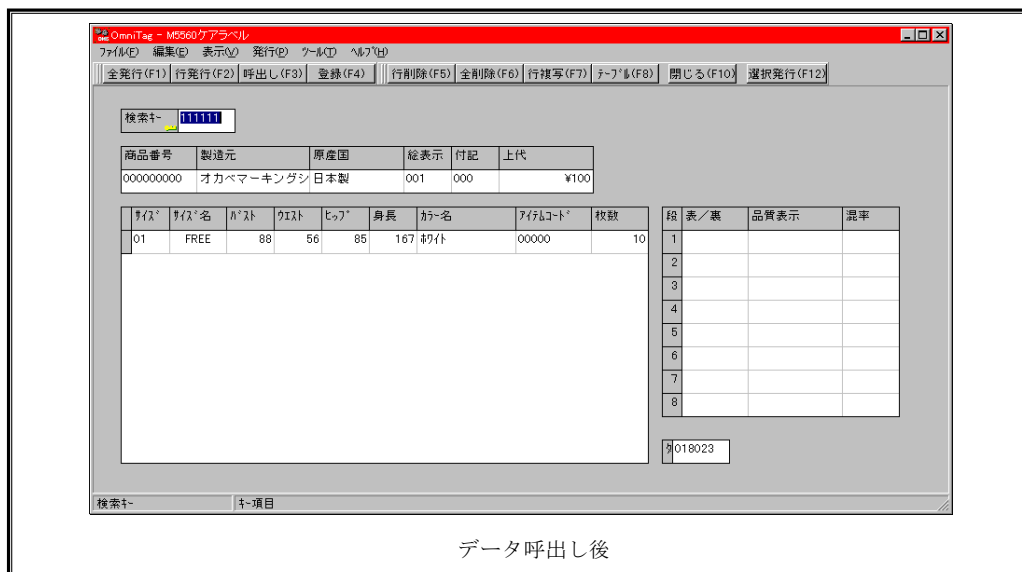 OmniTag - M5560ケアラベル
ﾌｧｲﾙ(F) 編集(E) 表示(V) 発行(P) ﾂｰﾙ(T) ﾍﾙﾌﾟ(H)
全発行(F1) 行発行(F2) 呼出し(F3) 登録(F4) 行削除(F5) 全削除(F6) 行複写(F7) ﾃｰﾌﾞﾙ(F8) 閉じる(F10) 選択発行(F12)
検索ｷｰ 111111
商品番号 製造元 原産国 絵表示 付記 上代
000000000 オカベマーキングシ 日本製 001 000 ¥100
ｻｲｽﾞ ｻｲｽﾞ名 ﾊﾞｽﾄ ｳｴｽﾄ ﾋｯﾌﾟ 身長 ｶﾗｰ名 ｱｲﾃﾑｺｰﾄﾞ 枚数 段 表／裏 品質表示 混率
01 FREE 88 56 85 167 ﾎﾜｲﾄ 00000 10 1
2
3
4
5
6
7
8
ﾀ 018023
検索ｷｰ ｷｰ項目
データ呼出し後